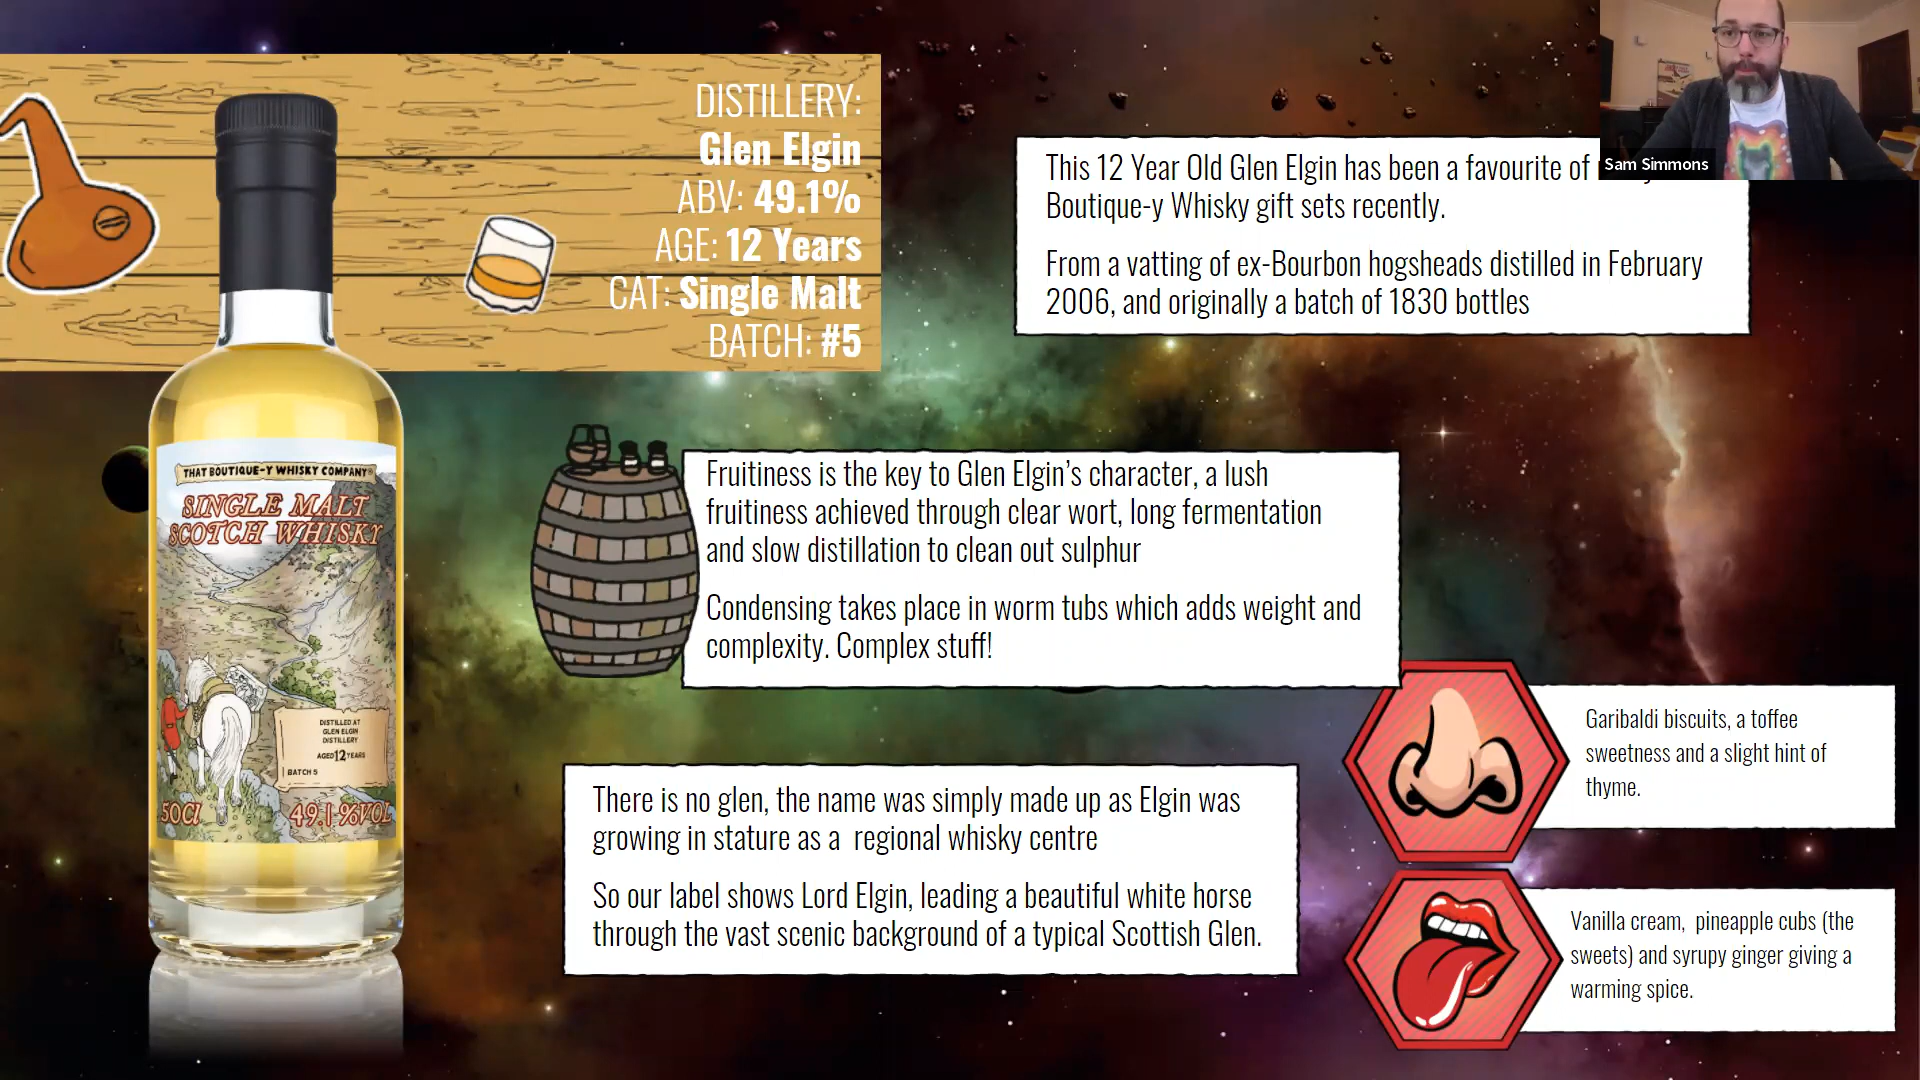 DISTILLERY:
Glen Elgin
ABV: 49.1%
AGE: 12 Years
CAT: Single Malt
BATCH: #5
Sam Simmons
This 12 Year Old Glen Elgin has been a favourite of
Boutique-y Whisky gift sets recently.
From a vatting of ex-Bourbon hogsheads distilled in February
2006, and originally a batch of 1830 bottles
THAT BOUTIQUE-Y WHISKY COMPANY®
SINGLE MALT
SCOTCH WHISKY
DISTILLED AT
GLEN ELGIN
DISTILLERY
AGED 12 YEARS
BATCH 5
50Cl
49.1%VOL
Fruitiness is the key to Glen Elgin’s character, a lush
fruitiness achieved through clear wort, long fermentation
and slow distillation to clean out sulphur
Condensing takes place in worm tubs which adds weight and
complexity. Complex stuff!
There is no glen, the name was simply made up as Elgin was
growing in stature as a  regional whisky centre
So our label shows Lord Elgin, leading a beautiful white horse
through the vast scenic background of a typical Scottish Glen.
Garibaldi biscuits, a toffee
sweetness and a slight hint of
thyme.
Vanilla cream,  pineapple cubs (the
sweets) and syrupy ginger giving a
warming spice.